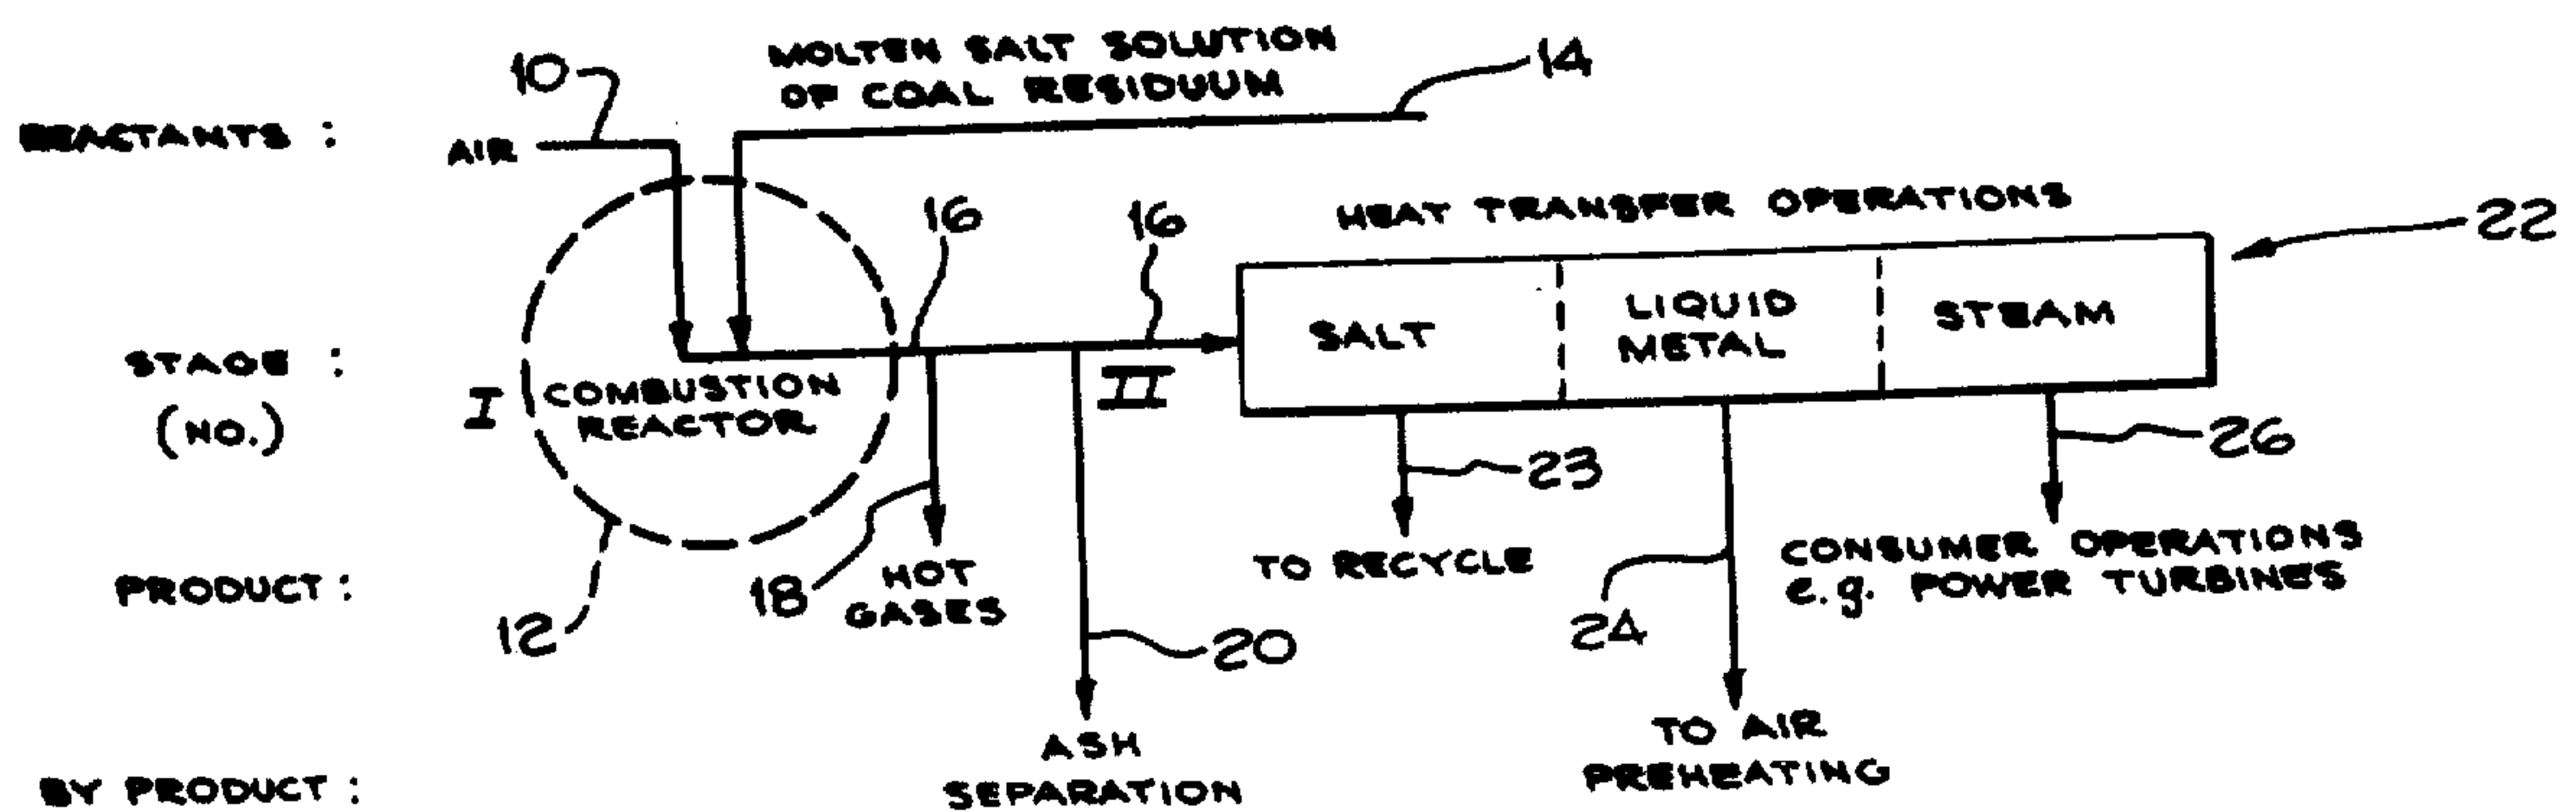 MOLTEN SALT SOLUTION
OF COAL RESIDUUM
10
14
REACTANTS :
AIR
16
16
HEAT TRANSFER OPERATIONS
22
STAGE :
(NO.)
I
COMBUSTION
REACTOR
II
SALT
LIQUID
METAL
STEAM
23
26
PRODUCT :
12
18
HOT
GASES
20
TO RECYCLE
24
CONSUMER OPERATIONS
e.g. POWER TURBINES
BY PRODUCT :
ASH
SEPARATION
TO AIR
PREHEATING